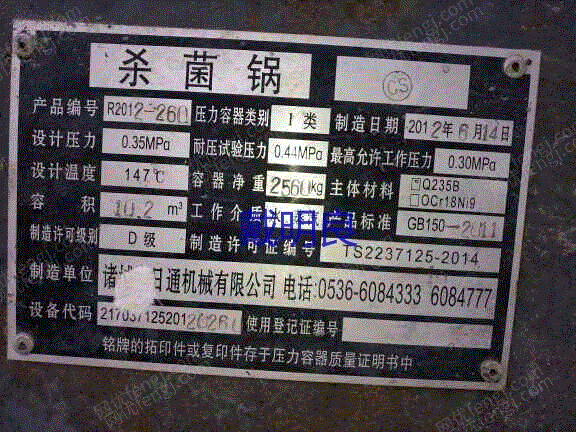 杀菌锅
CS
产品编号 R2012-260 压力容器类别 I类 制造日期 2012年6月14日
设计压力 0.35MPa 耐压试验压力 0.44MPa 最高允许工作压力 0.30MPa
设计温度 147℃ 容器净重 2560kg 主体材料 □Q235B □OCr18Ni9
容积 10.2 m³ 工作介质 产品标准 GB150-2011
制造许可级别 D级 制造许可证编号 TS2237125-2014
制造单位 诸城 日通机械有限公司 电话:0536-6084333 6084777
设备代码 217037125201 使用登记证编号
铭牌的拓印件或复印件存于压力容器质量证明书中
戴明良